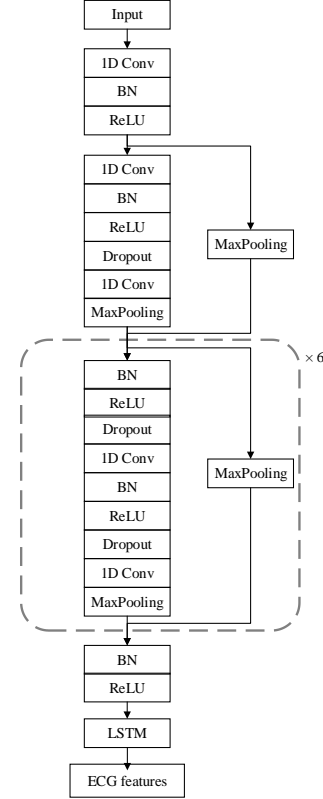 Input
1D Conv
BN
ReLU
1D Conv
BN
ReLU
Dropout
1D Conv
MaxPooling
MaxPooling
× 6
BN
ReLU
Dropout
1D Conv
BN
ReLU
Dropout
1D Conv
MaxPooling
MaxPooling
BN
ReLU
LSTM
ECG features